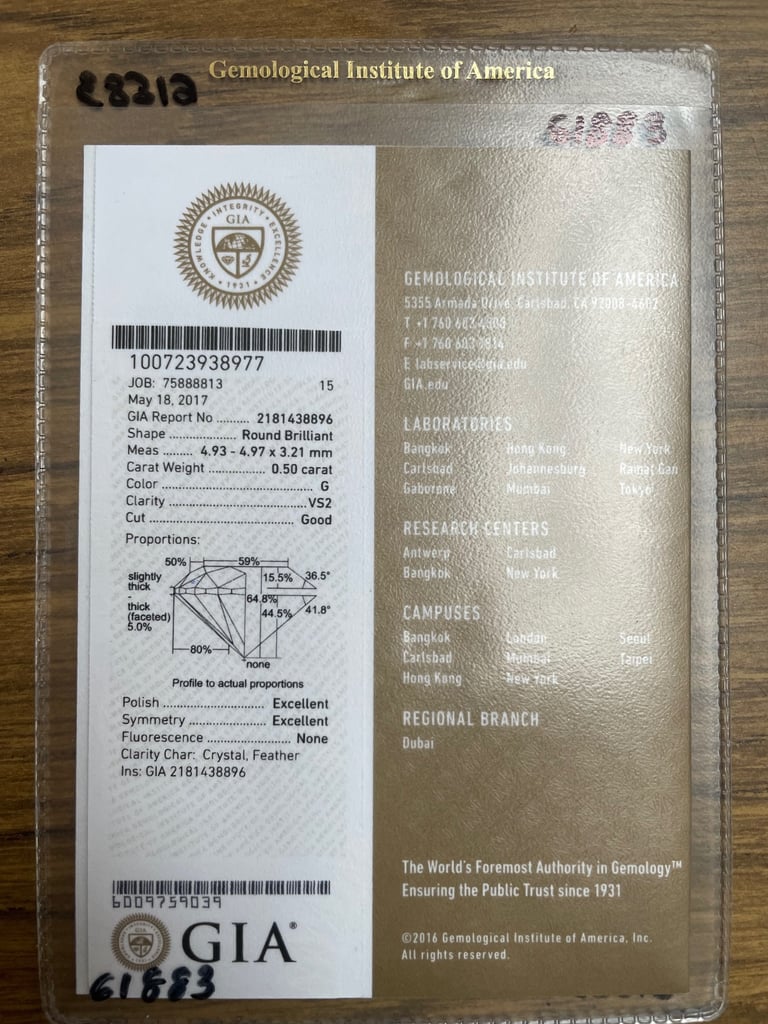 Gemological Institute of America
28212
61883
KNOWLEDGE • INTEGRITY • EXCELLENCE
GIA
• 1931 •
100723938977
JOB: 75888813 15
May 18, 2017
GIA Report No .......... 2181438896
Shape .................... Round Brilliant
Meas ........ 4.93 - 4.97 x 3.21 mm
Carat Weight ................ 0.50 carat
Color .................................................. G
Clarity ............................................ VS2
Cut ............................................... Good
Proportions:
50% 59%
slightly thick - thick (faceted) 5.0%
15.5% 36.5°
64.8%
44.5% 41.8°
80%
none
Profile to actual proportions
Polish ................................ Excellent
Symmetry ......................... Excellent
Fluorescence ......................... None
Clarity Char: Crystal, Feather
Ins: GIA 2181438896
6009759039
GIA®
61883
GEMOLOGICAL INSTITUTE OF AMERICA
5355 Armada Drive, Carlsbad, CA 92008-4602
T +1 760 603 4500
F +1 760 603 1814
E labservice@gia.edu
GIA.edu
LABORATORIES
Bangkok Hong Kong New York
Carlsbad Johannesburg Ramat Gan
Gaborone Mumbai Tokyo
RESEARCH CENTERS
Antwerp Carlsbad
Bangkok New York
CAMPUSES
Bangkok London Seoul
Carlsbad Mumbai Taipei
Hong Kong New York
REGIONAL BRANCH
Dubai
The World's Foremost Authority in Gemology™
Ensuring the Public Trust since 1931
©2016 Gemological Institute of America, Inc.
All rights reserved.